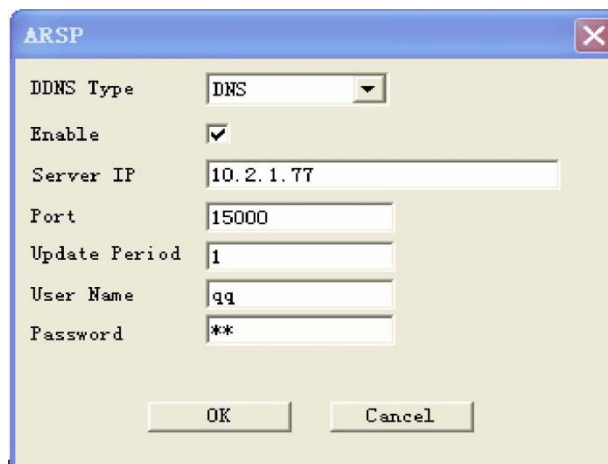 ARSP
DDNS Type DNS
Enable
Server IP 10.2.1.77
Port 15000
Update Period 1
User Name qq
Password **
OK Cancel